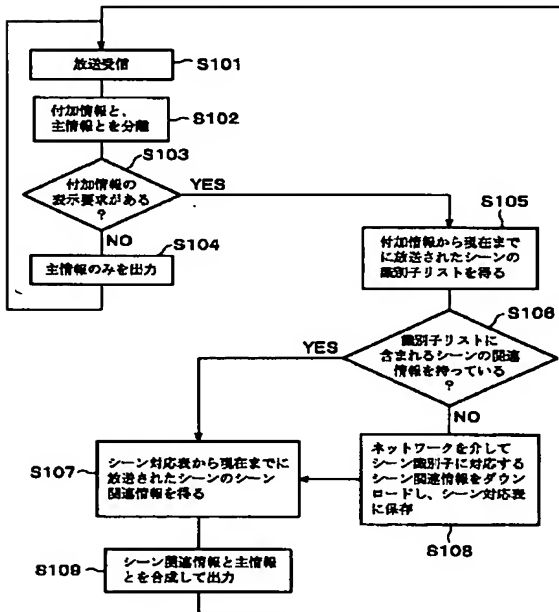 放送受信
S101
付加情報と、
主情報とを分離
S102
S103
付加情報の
表示要求がある
?
YES
NO
S104
主情報のみを出力
S105
付加情報から現在まで
に放送されたシーンの
識別子リストを得る
S106
識別子リストに
含まれるシーンの関連
情報を持っている
?
YES
NO
S107
シーン対応表から現在までに
放送されたシーンのシーン
関連情報を得る
ネットワークを介して
シーン識別子に対応する
シーン関連情報をダウン
ロードし、シーン対応表
に保存
S108
S109
シーン関連情報と主情報
とを合成して出力